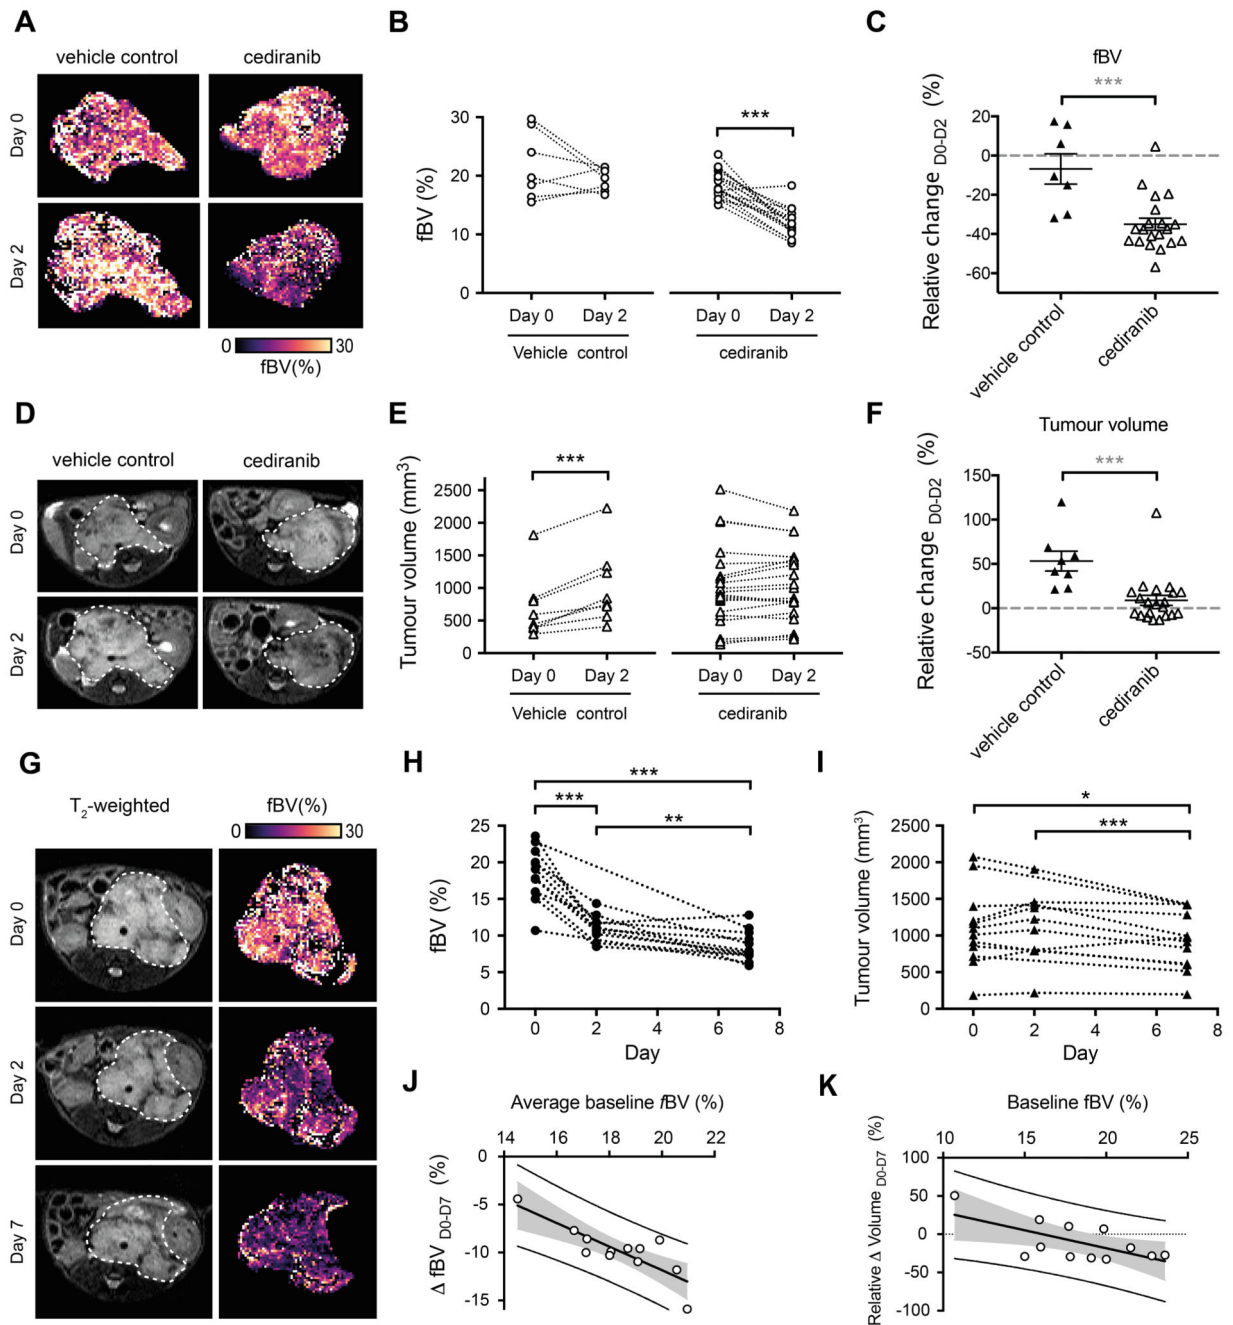 A
vehicle control
cediranib
Day 0
Day 2
0
30
fBV(%)
B
***
30
20
10
0
fBV (%)
Day 0
Day 2
Day 0
Day 2
Vehicle control
cediranib
C
fBV
***
20
0
-20
-40
-60
Relative change D0-D2 (%)
vehicle control
cediranib
D
vehicle control
cediranib
Day 0
Day 2
E
***
2500
2000
1500
1000
500
0
Tumour volume (mm3)
Day 0
Day 2
Day 0
Day 2
Vehicle control
cediranib
F
Tumour volume
***
150
100
50
0
-50
Relative change D0-D2 (%)
vehicle control
cediranib
G
T2-weighted
fBV(%)
0
30
Day 0
Day 2
Day 7
H
***
***
**
25
20
15
10
5
0
fBV (%)
0
2
4
6
8
Day
I
*
***
2500
2000
1500
1000
500
0
Tumour volume (mm3)
0
2
4
6
8
Day
J
Average baseline fBV (%)
14
16
18
20
22
0
-5
-10
-15
Δ fBV D0-D7 (%)
K
Baseline fBV (%)
10
15
20
25
100
50
0
-50
-100
Relative Δ Volume D0-D7 (%)